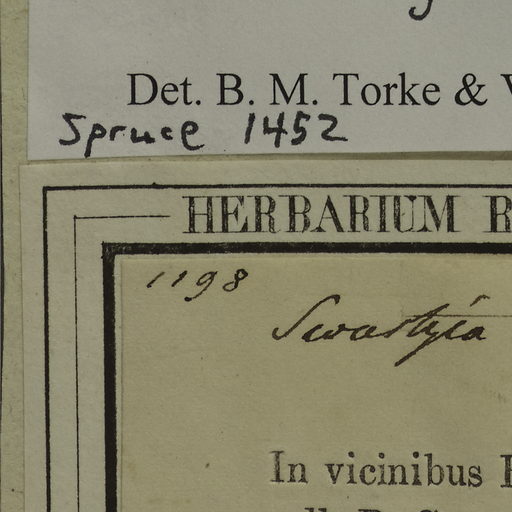 Det. B. M. Torke &
Spruce 1452
HERBARIUM
1198
Swartzia
In vicinibus